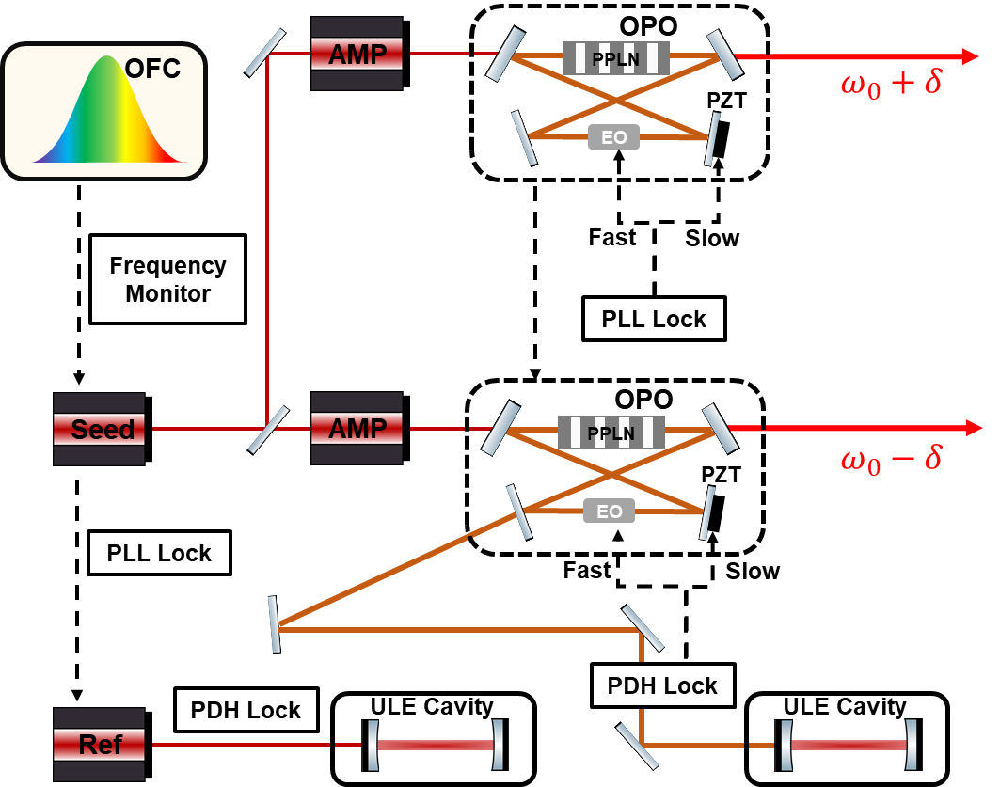 OFC
AMP
OPO
PPLN
PZT
EO
ω₀ + δ
Fast
Slow
Frequency
Monitor
PLL Lock
Seed
AMP
OPO
PPLN
PZT
EO
ω₀ − δ
PLL Lock
Fast
Slow
PDH Lock
PDH Lock
Ref
ULE Cavity
ULE Cavity